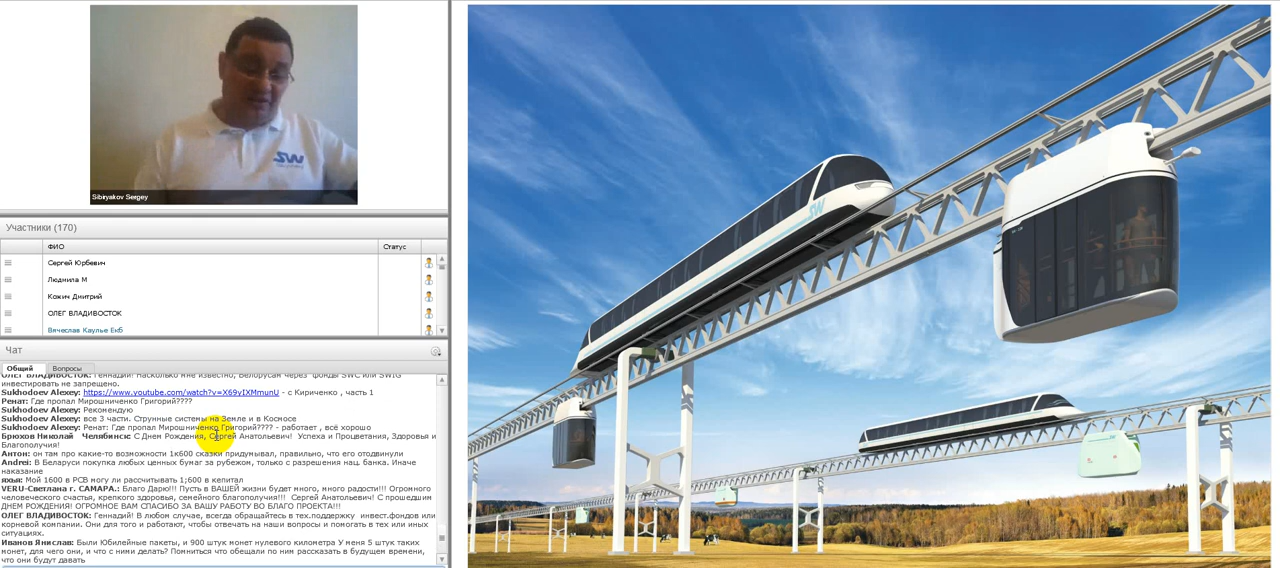 SW
Sibiryakov Sergey
Участники (170)
ФИО
Статус
Сергей Юрбевич
Людмила М
Кожич Дмитрий
ОЛЕГ ВЛАДИВОСТОК
Вячеслав Каулье Екб
Чат
Общий
Вопросы
ОЛЕГ ВЛАДИВОСТОК: Геннадий! Насколько мне известно, Белорусам через фонды SWC или SWIG
инвестировать не запрещено.
Sukhodoev Alexey: https://www.youtube.com/watch?v=X69yIXMmunU - с Кириченко , часть 1
Ренат: Где пропал Мирошниченко Григорий????
Sukhodoev Alexey: Рекомендую
Sukhodoev Alexey: все 3 части. Струнные системы на Земле и в Космосе
Sukhodoev Alexey: Ренат: Где пропал Мирошниченко Григорий???? - работает , всё хорошо
Брюхов Николай Челябинск: С Днем Рождения, Сергей Анатольевич! Успеха и Процветания, Здоровья и
Благополучия!
Антон: он там про какие-то возможности 1к600 сказки придумывал, правильно, что его отодвинули
Andrei: В Беларуси покупка любых ценных бумаг за рубежом, только с разрешения нац. банка. Иначе
наказание
яхья: Мой 1600 в РСВ могу ли рассчитывать 1;600 в кепитал
VERU-Светлана г. САМАРА.: Благо Дарю!!! Пусть в ВАШЕЙ жизни будет много, много радости!!! Огромного
человеческого счастья, крепкого здоровья, семейного благополучия!!! Сергей Анатольевич! С прошедшим
ДНЕМ РОЖДЕНИЯ! ОГРОМНОЕ ВАМ СПАСИБО ЗА ВАШУ РАБОТУ ВО БЛАГО ПРОЕКТА!!!
ОЛЕГ ВЛАДИВОСТОК: Геннадий! В любом случае, всегда обращайтесь в тех.поддержку инвест.фондов или
корневой компании. Они для того и работают, чтобы отвечать на наши вопросы и помогать в тех или иных
ситуациях.
Иванов Янислав: Были Юбилейные пакеты, и 900 штук монет нулевого километра У меня 5 штук таких
монет, для чего они, и что с ними делать? Помниться что обещали по ним рассказать в будущем времени,
что они будут давать
SW